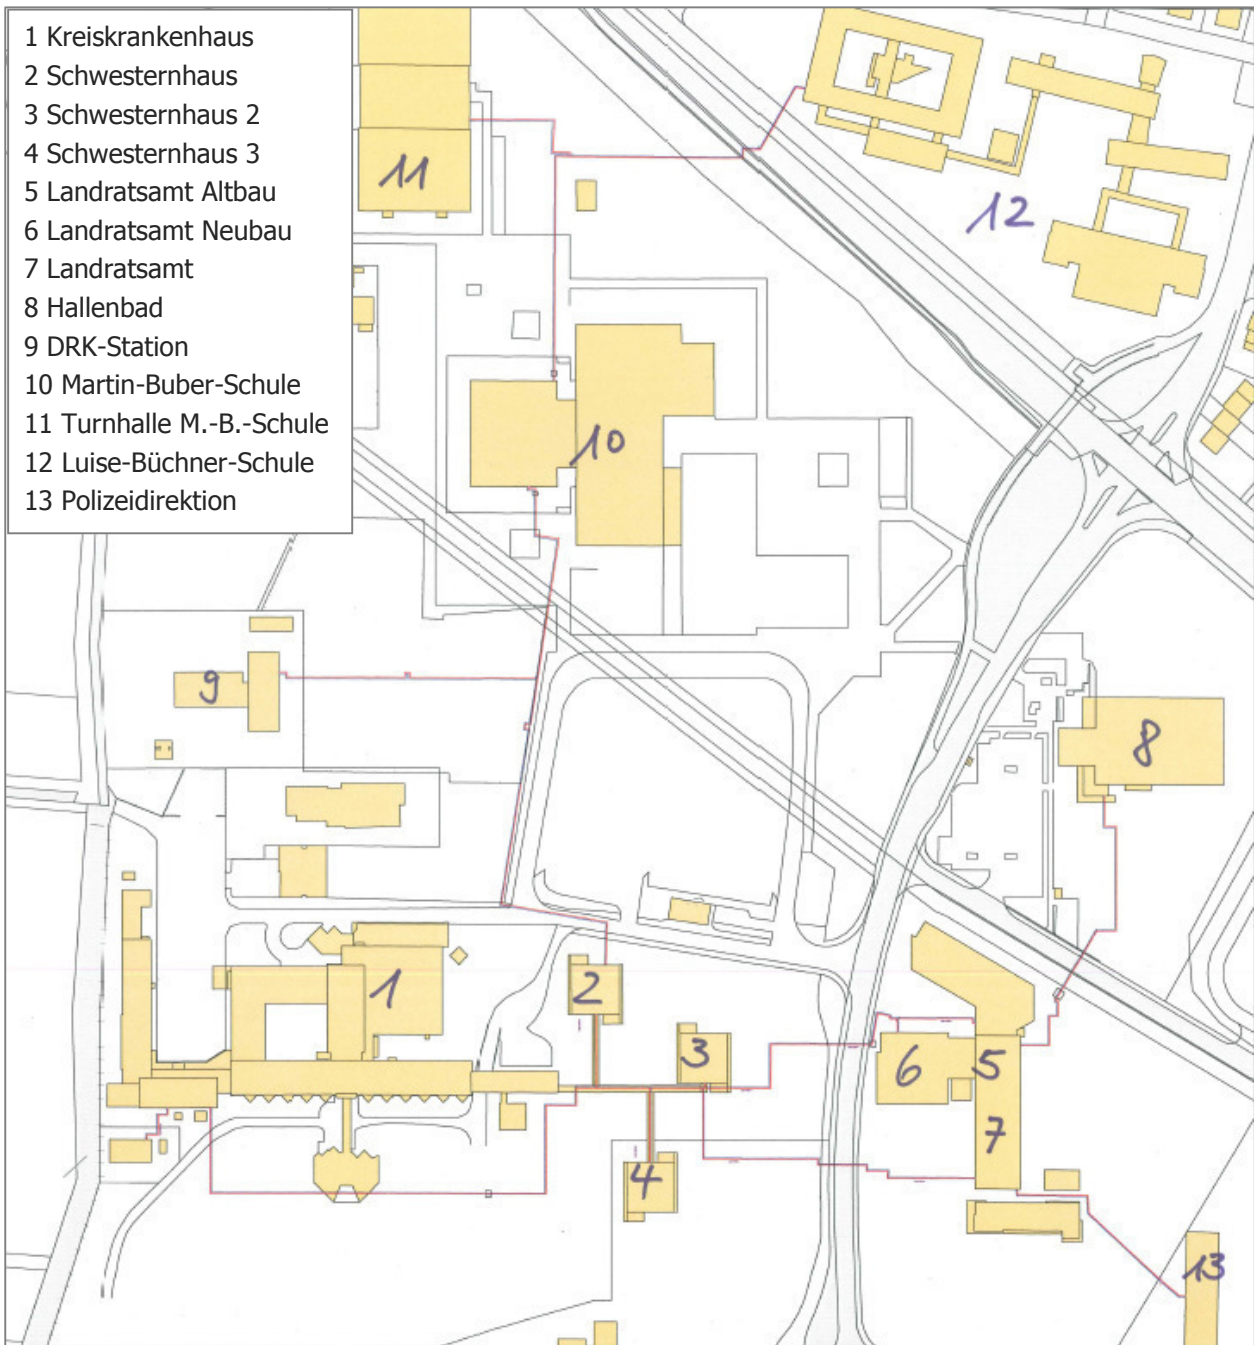 1 Kreiskrankenhaus
2 Schwesternhaus
3 Schwesternhaus 2
4 Schwesternhaus 3
5 Landratsamt Altbau
6 Landratsamt Neubau
7 Landratsamt
8 Hallenbad
9 DRK-Station
10 Martin-Buber-Schule
11 Turnhalle M.-B.-Schule
12 Luise-Büchner-Schule
13 Polizeidirektion
11
12
10
9
8
1
2
3
6
5
7
4
13